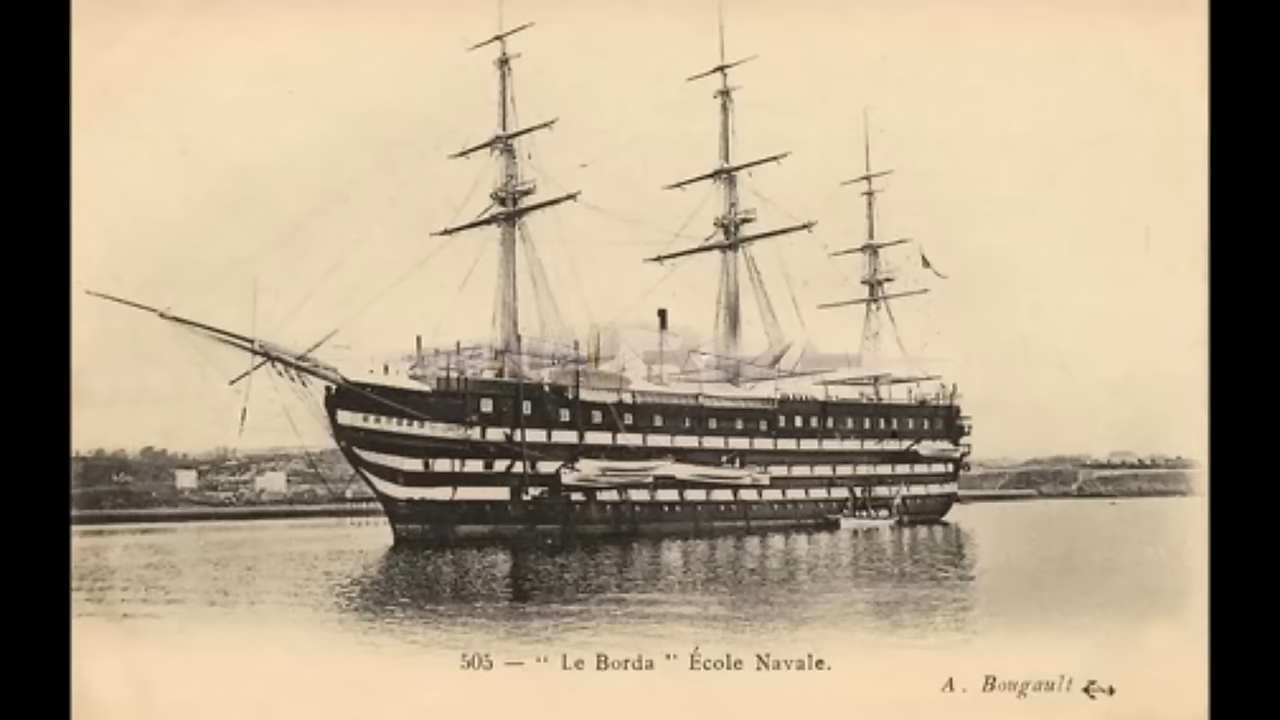 505 — “ Le Borda ” École Navale.
A. Bougault